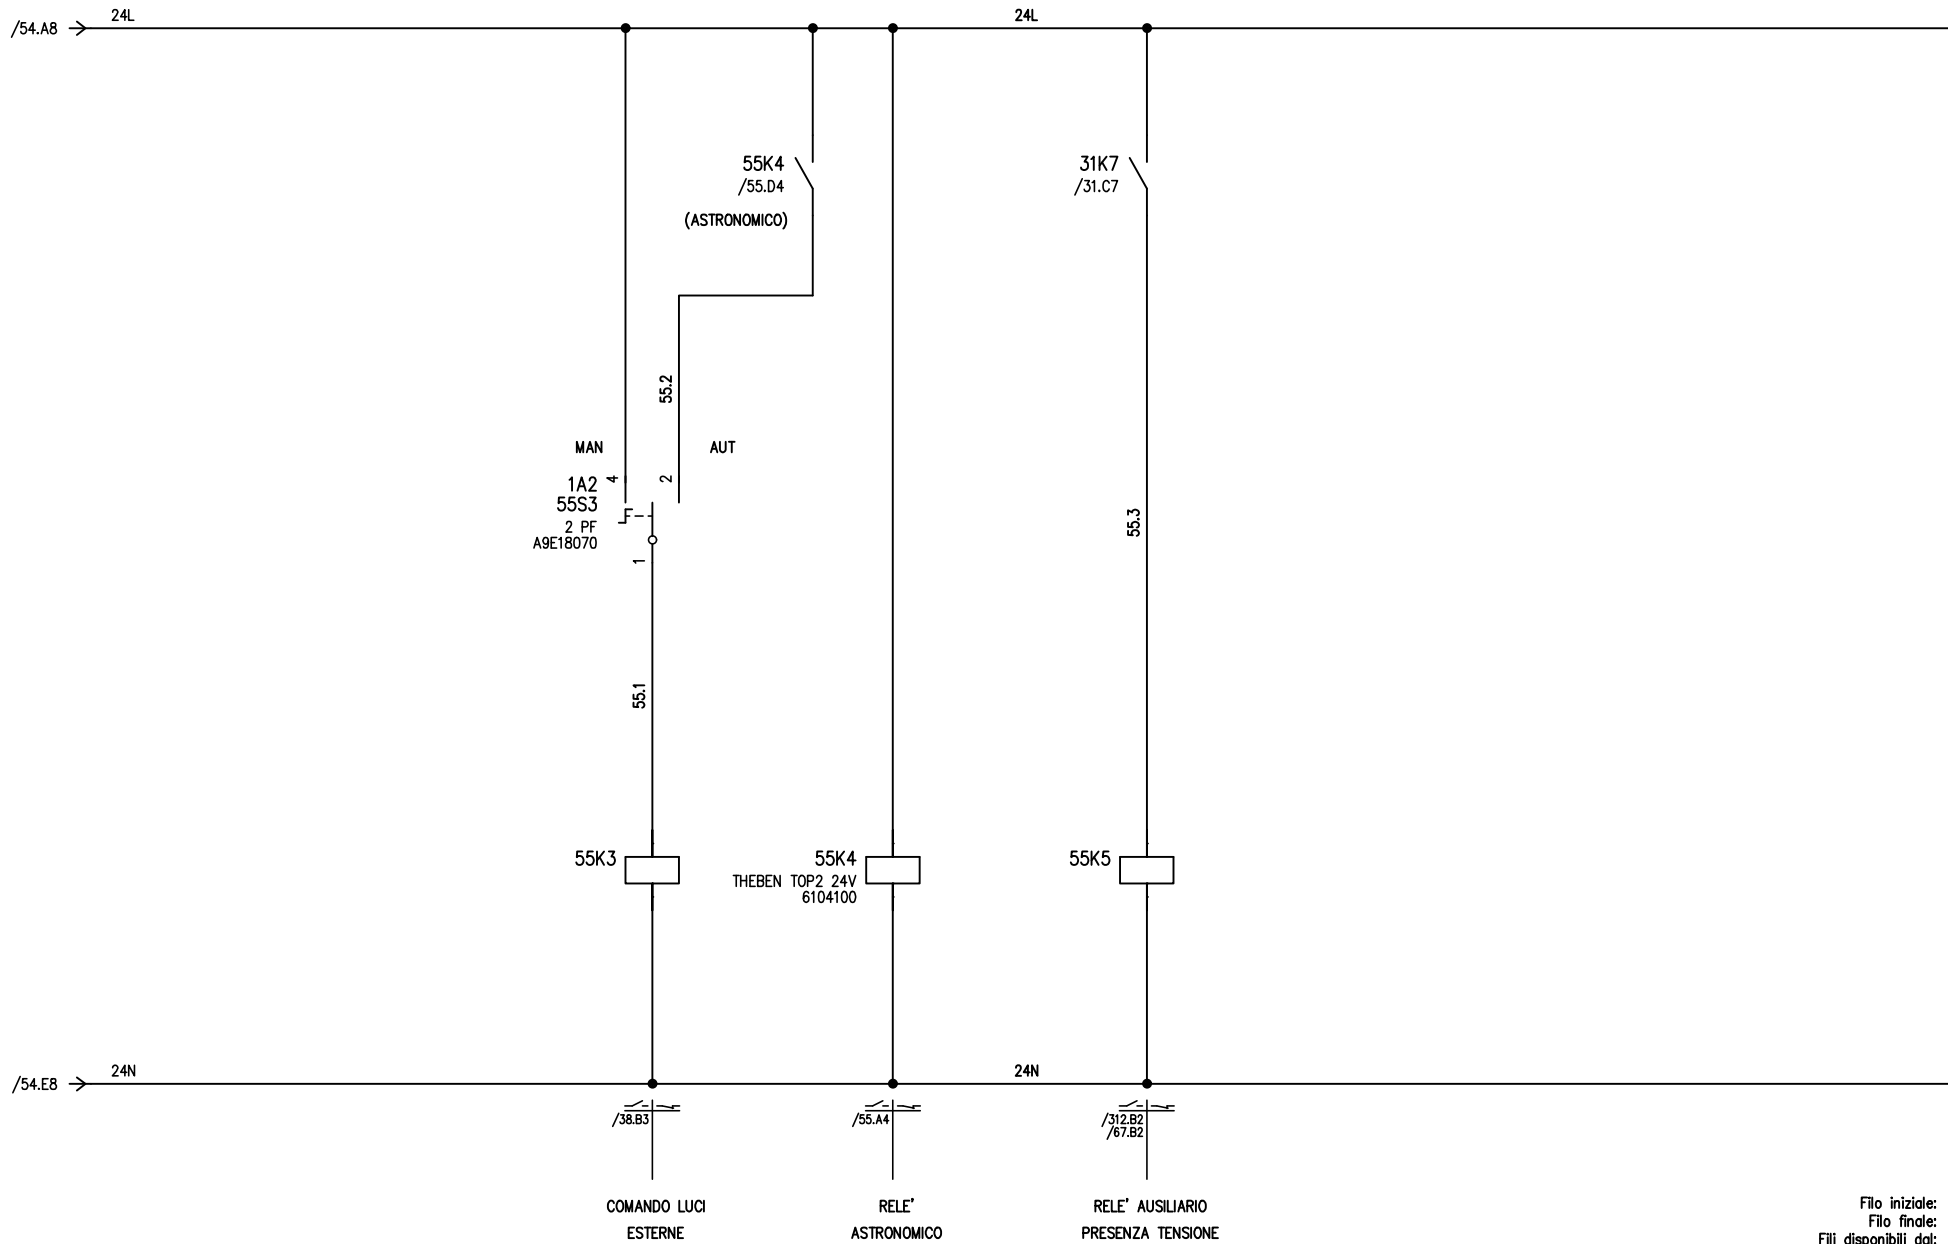 24L
24L
/54.A8
55K4
/55.D4
(ASTRONOMICO)
31K7
/31.C7
55.2
MAN
AUT
4
2
1A2
55S3
2 PF
A9E18070
1
55.3
55.1
55K3
55K4
THEBEN TOP2 24V
6104100
55K5
24N
24N
/54.E8
/38.B3
/55.A4
/312.B2
/67.B2
COMANDO LUCI
ESTERNE
RELE'
ASTRONOMICO
RELE' AUSILIARIO
PRESENZA TENSIONE
Filo iniziale:
Filo finale:
Fili disponibili dal: